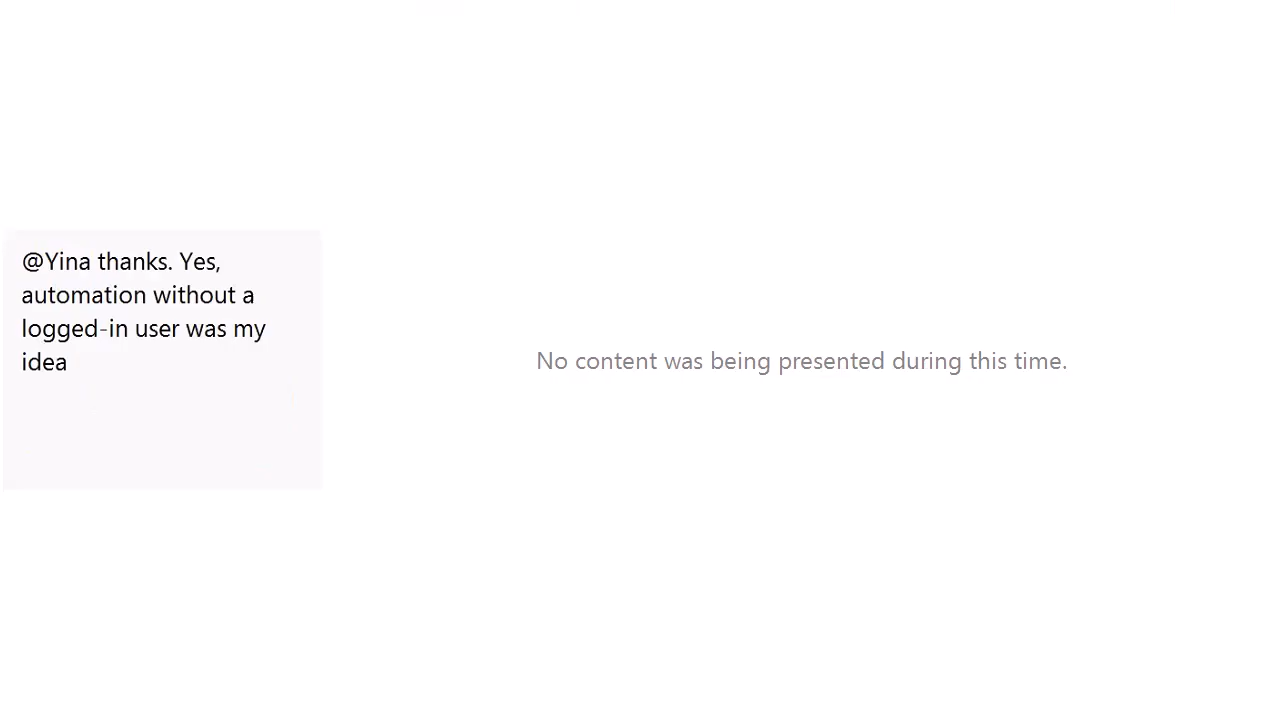 @Yina thanks. Yes,
automation without a
logged-in user was my
idea
No content was being presented during this time.